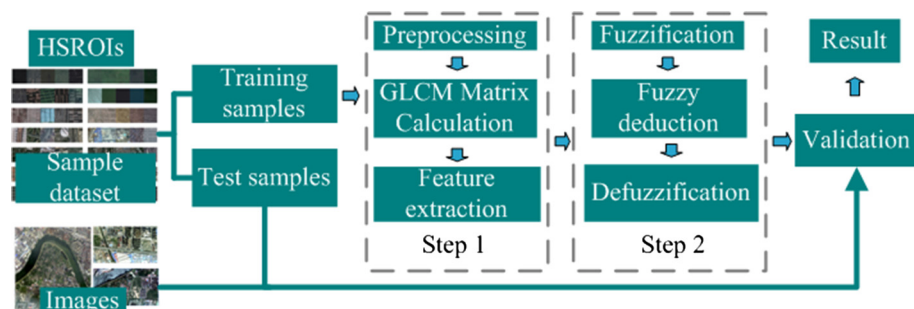 HSROIs
Sample
dataset
Images
Training
samples
Test samples
Preprocessing
GLCM Matrix
Calculation
Feature
extraction
Step 1
Fuzzification
Fuzzy
deduction
Defuzzification
Step 2
Result
Validation